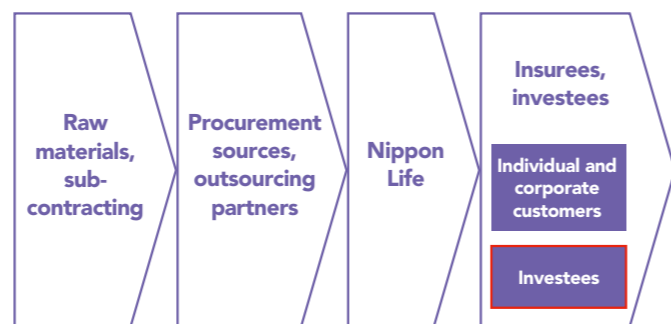 Raw
materials,
sub-
contracting
Procurement
sources,
outsourcing
partners
Nippon
Life
Insurees,
investees
Individual and
corporate
customers
Investees